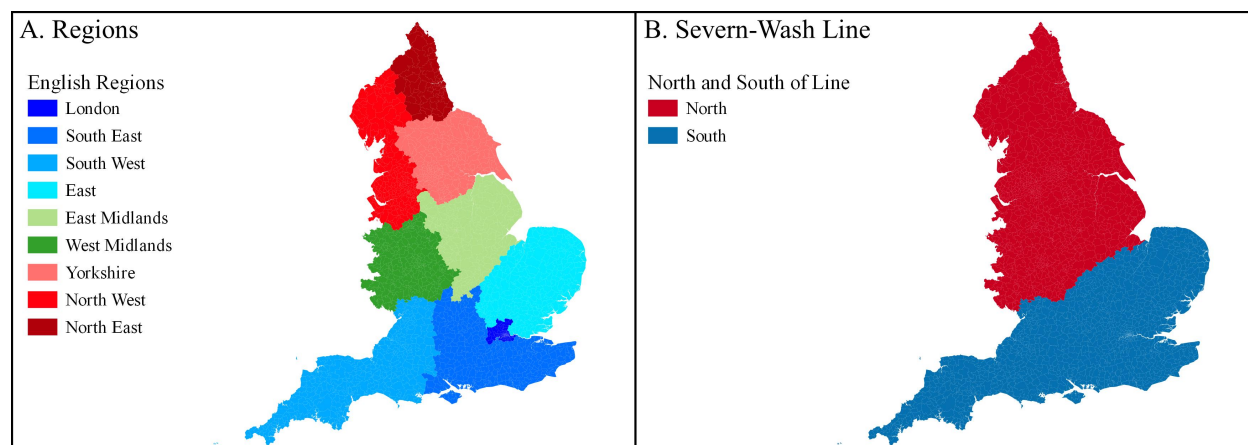 A. Regions
English Regions
London
South East
South West
East
East Midlands
West Midlands
Yorkshire
North West
North East
B. Severn-Wash Line
North and South of Line
North
South